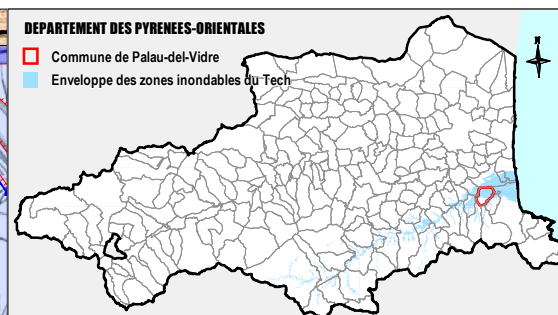 DEPARTEMENT DES PYRENEES-ORIENTALES
Commune de Palau-del-Vidre
Enveloppe des zones inondables du Tech
N